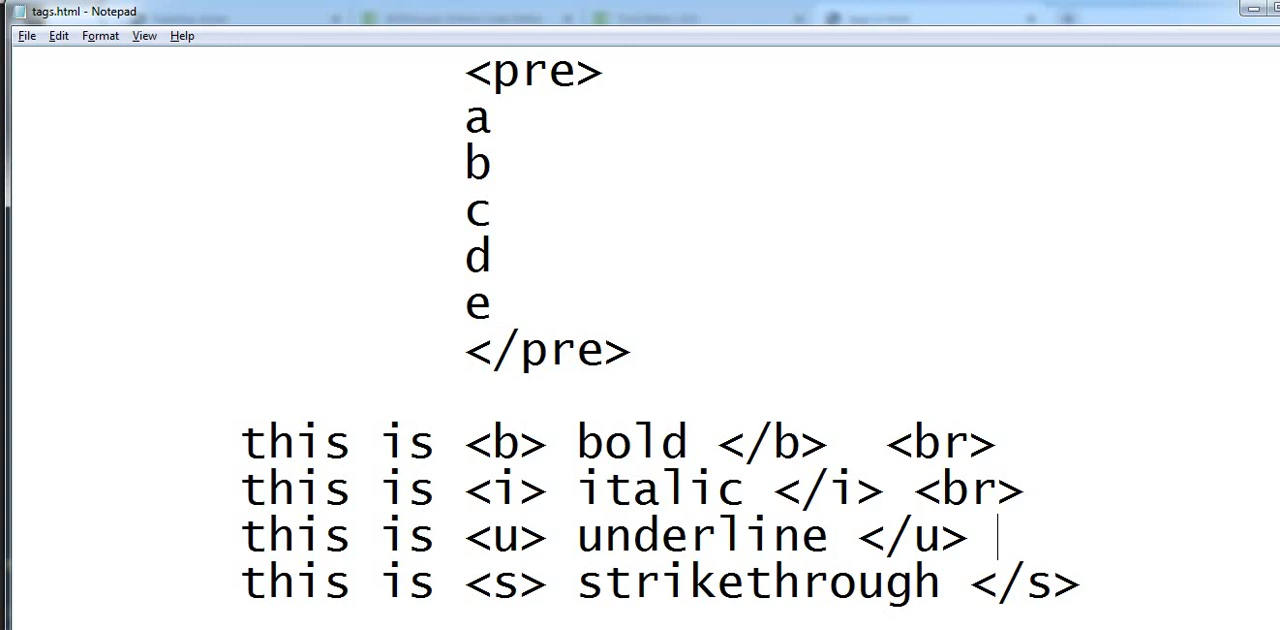 tags.html - Notepad
File Edit Format View Help
<pre>
a
b
c
d
e
</pre>
this is <b> bold </b> <br>
this is <i> italic </i> <br>
this is <u> underline </u>
this is <s> strikethrough </s>